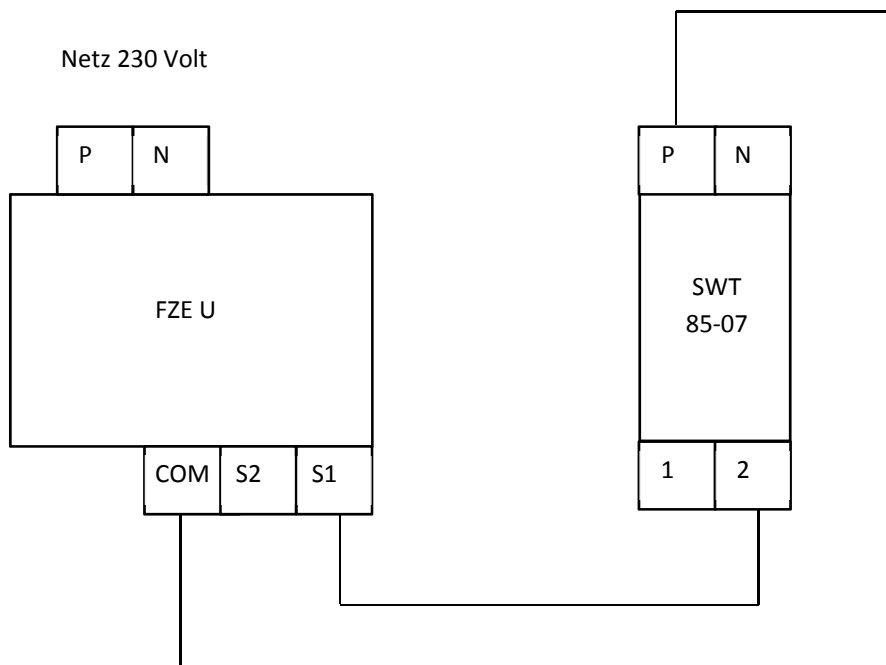 Netz 230 Volt
P N
P N
FZE U
SWT
85-07
COM S2 S1
1 2